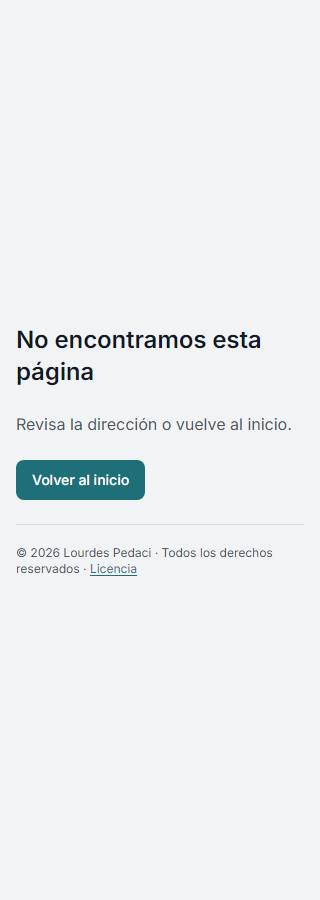 No encontramos esta
página
Revisa la dirección o vuelve al inicio.
Volver al inicio
© 2026 Lourdes Pedaci · Todos los derechos
reservados · Licencia